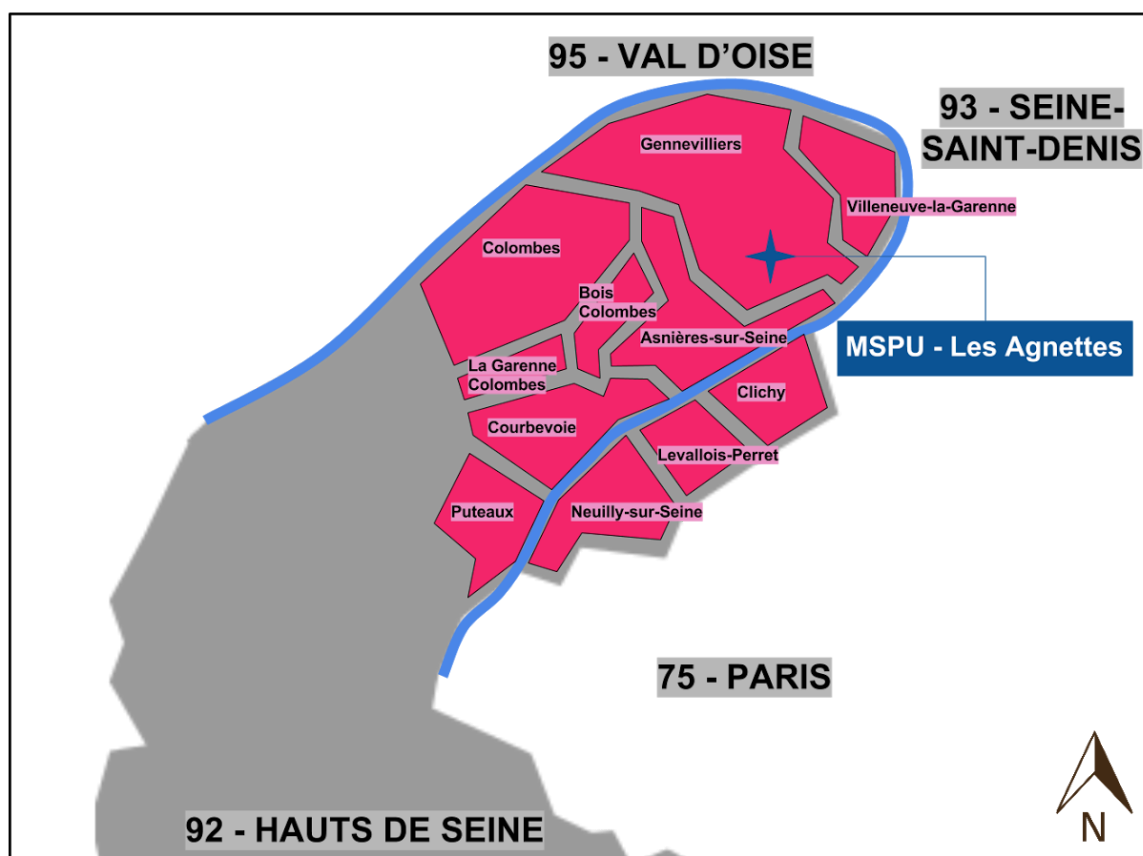 95 - VAL D’OISE
93 - SEINE-
SAINT-DENIS
Gennevilliers
Villeneuve-la-Garenne
Colombes
Bois
Colombes
Asnières-sur-Seine
MSPU - Les Agnettes
La Garenne
Colombes
Clichy
Courbevoie
Levallois-Perret
Puteaux
Neuilly-sur-Seine
75 - PARIS
92 - HAUTS DE SEINE
N